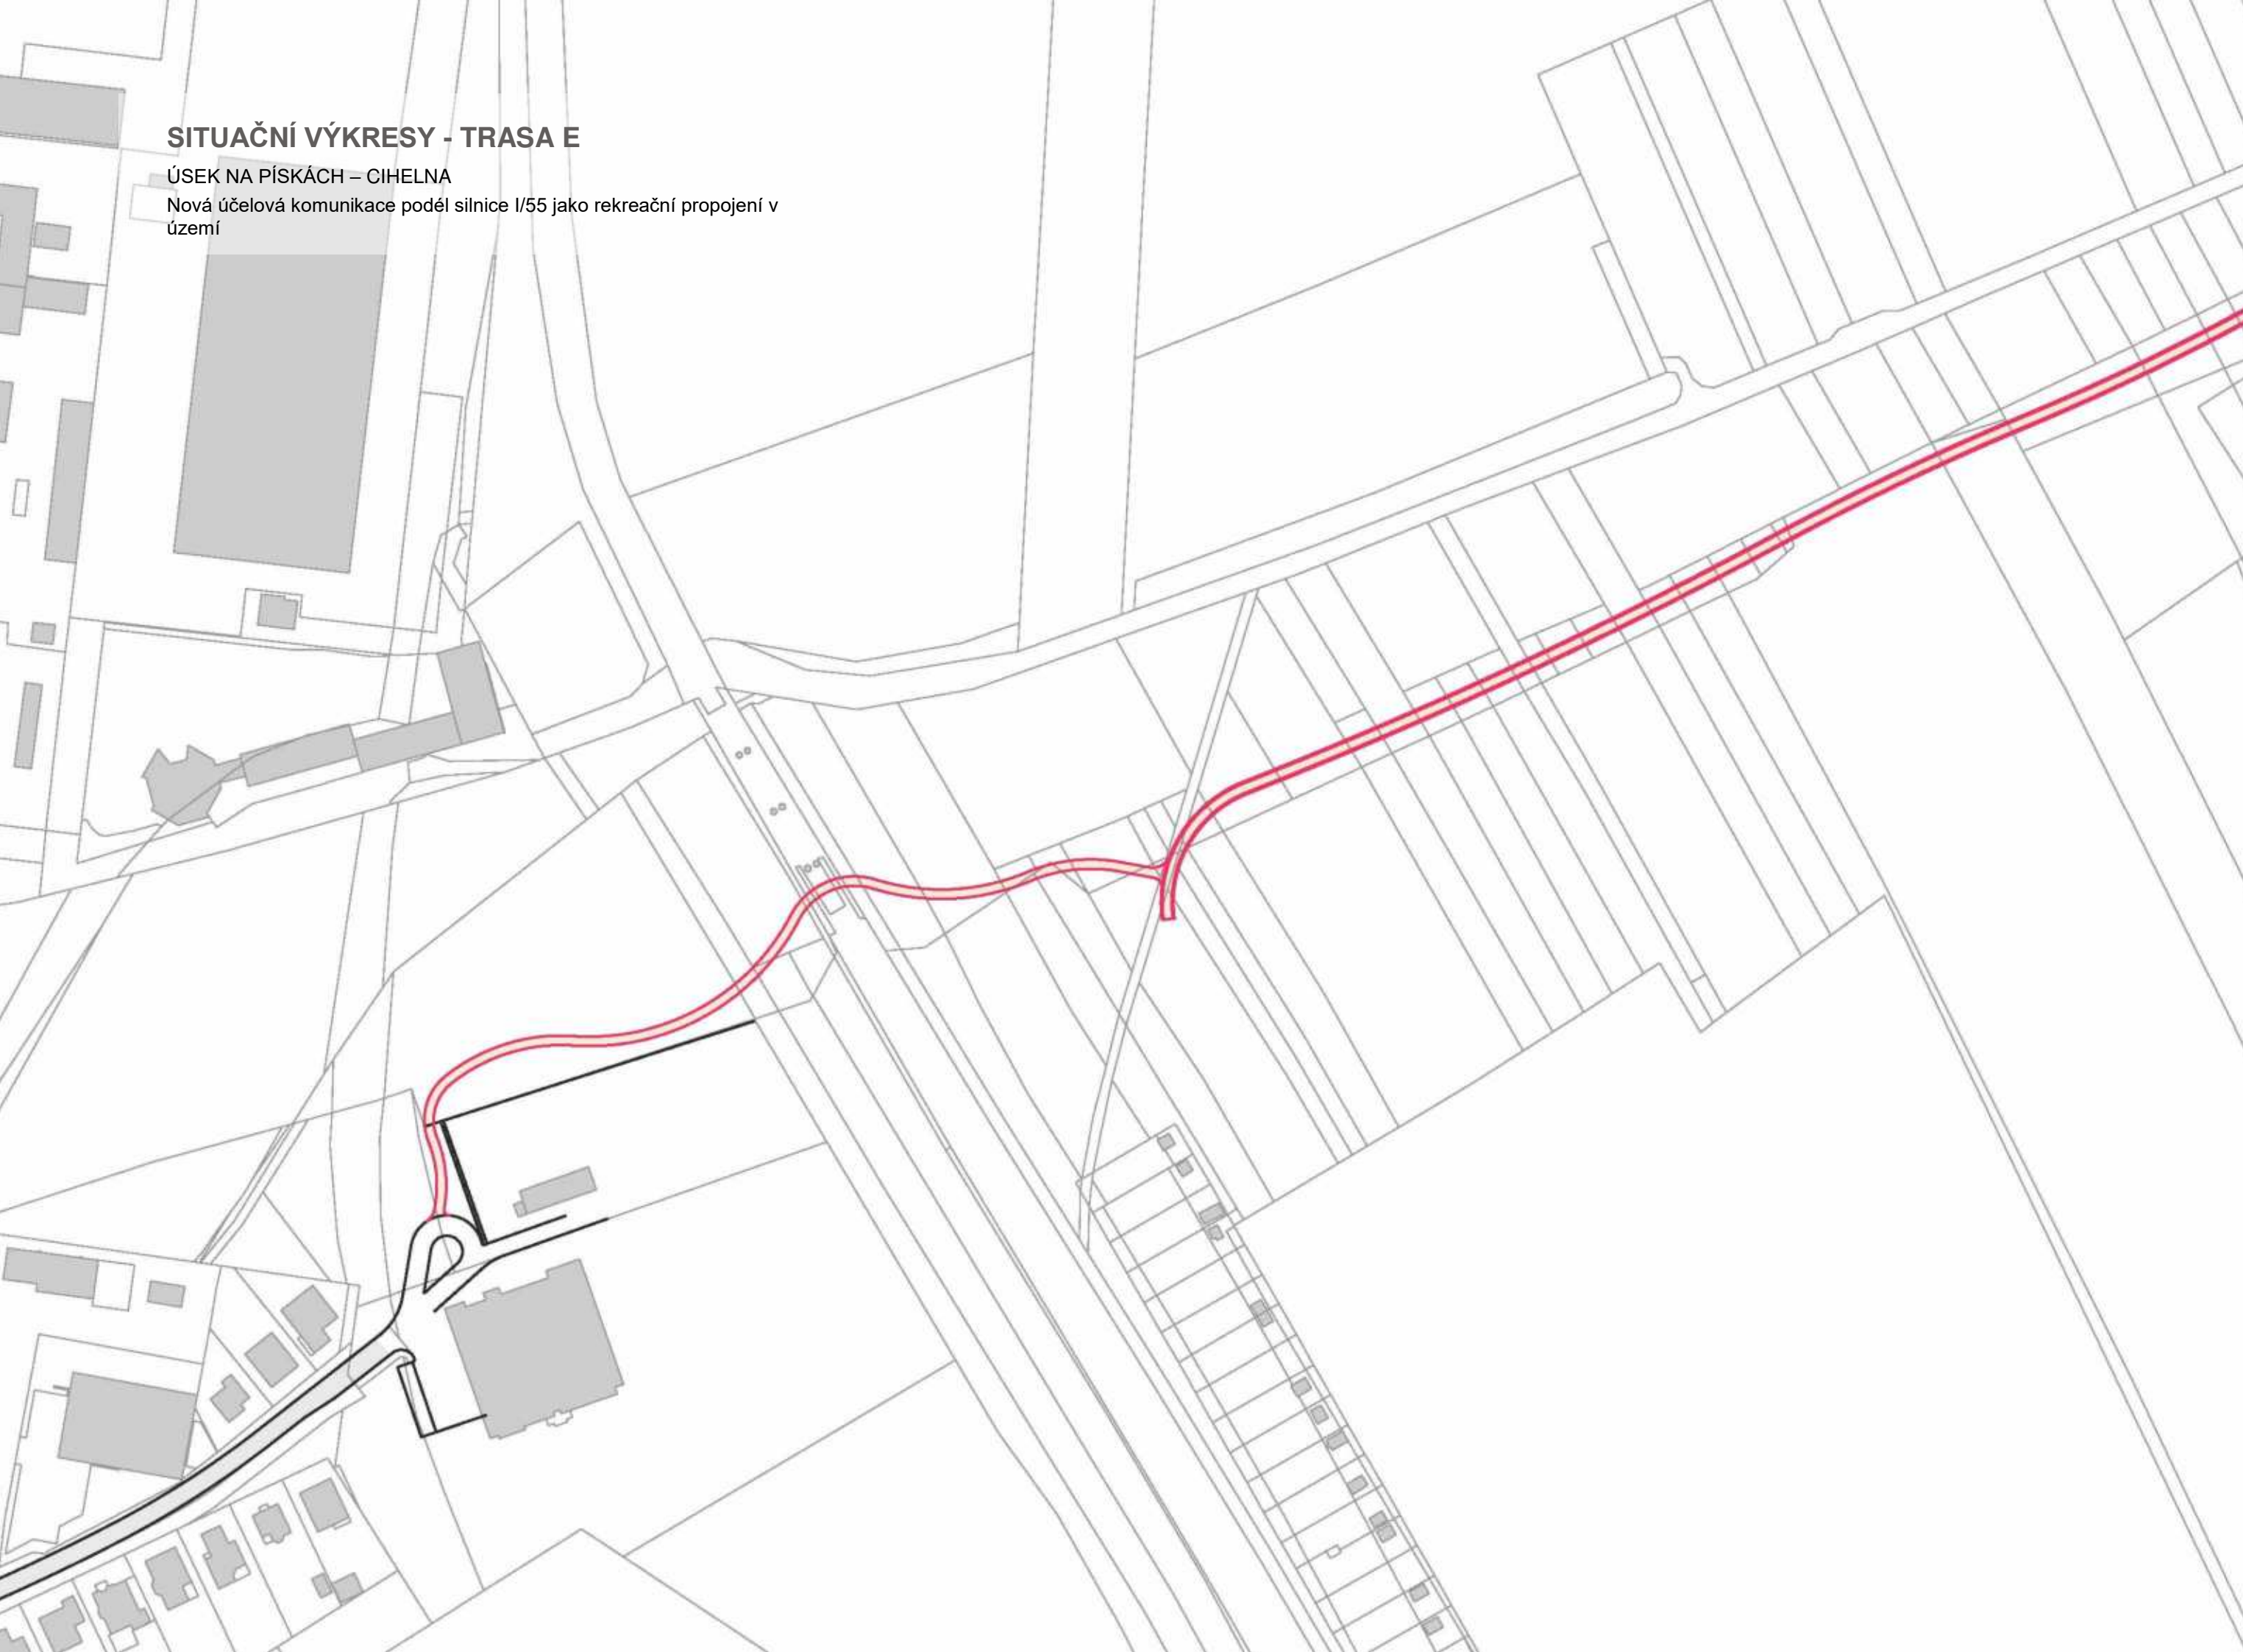 SITUAČNÍ VÝKRESY - TRASA E
ÚSEK NA PÍSKÁCH – CIHELNA
Nová účelová komunikace podél silnice I/55 jako rekreační propojení v
území